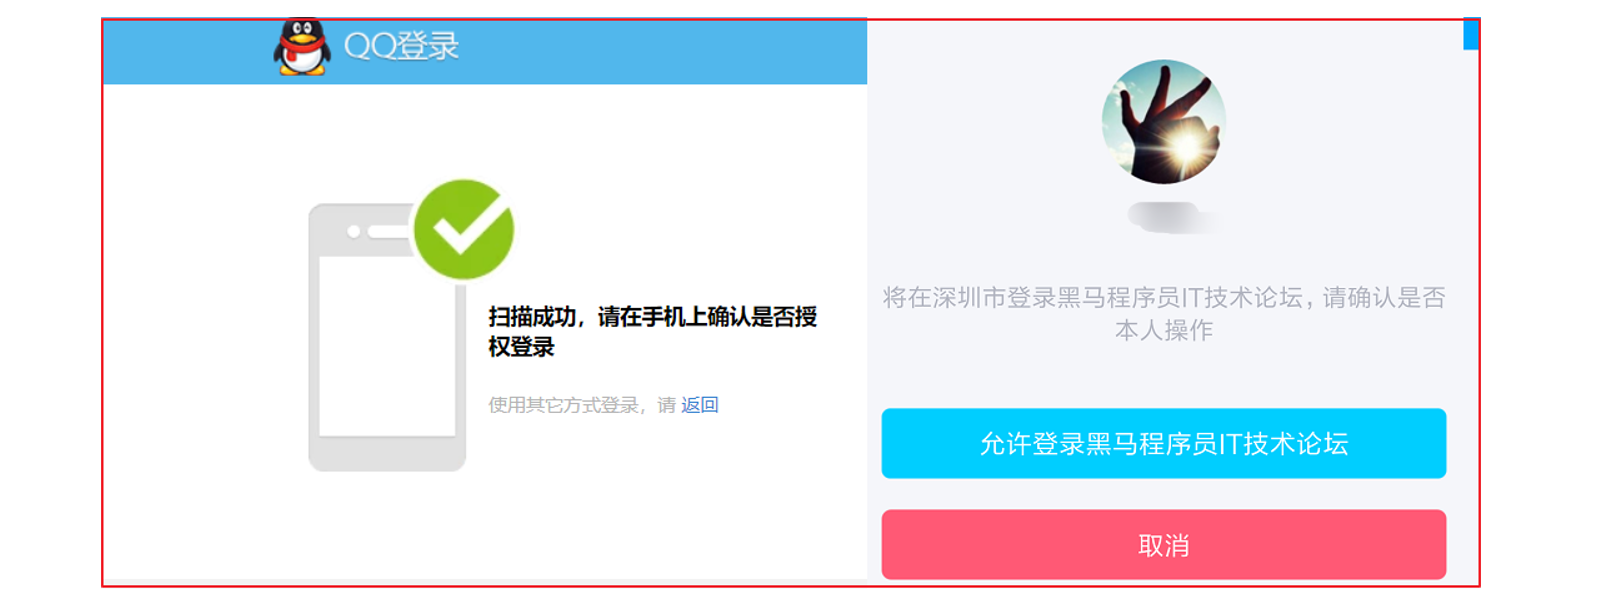 QQ登录
扫描成功，请在手机上确认是否授
权登录
使用其它方式登录，请 返回
将在深圳市登录黑马程序员IT技术论坛, 请确认是否
本人操作
允许登录黑马程序员IT技术论坛
取消